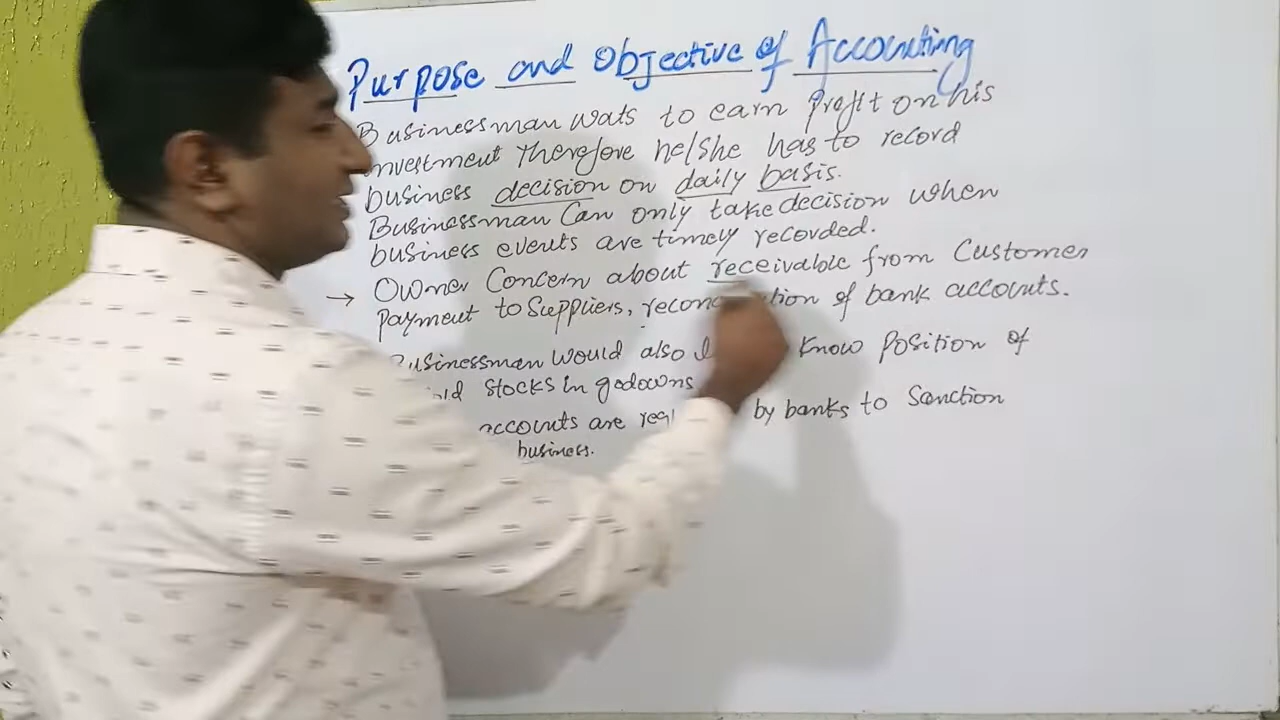 Purpose and Objective of Accounting
Businessman wats to earn Profit on his
investment Therefore he/she has to record
business decision on daily basis.
Businessman Can only take decision when
business events are timely recorded.
→ Owner Concern about receivable from Customer
Payment to Suppliers, of bank accounts.
Businessman would also Know Position of
Stocks in godowns
accounts are by banks to Sanction
business.